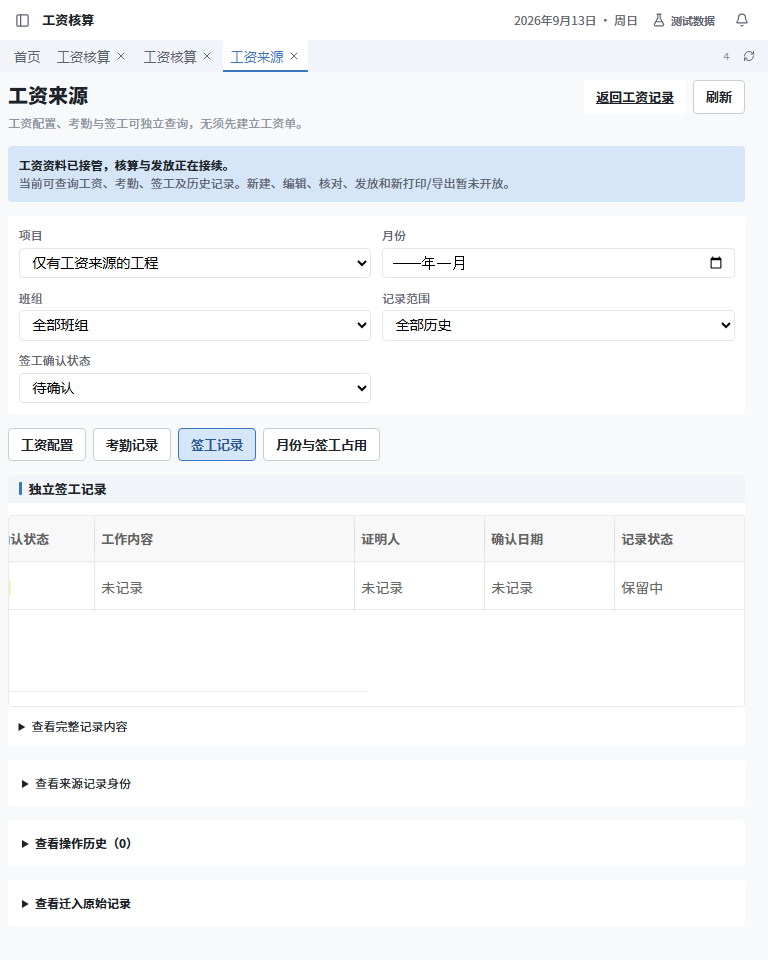 工资核算
2026年9月13日 · 周日
测试数据
首页
工资核算
工资核算
工资来源
4
工资来源
返回工资记录
刷新
工资配置、考勤与签工可独立查询，无须先建立工资单。
工资资料已接管，核算与发放正在接续。
当前可查询工资、考勤、签工及历史记录。新建、编辑、核对、发放和新打印/导出暂未开放。
项目
月份
仅有工资来源的工程
----年--月
班组
记录范围
全部班组
全部历史
签工确认状态
待确认
工资配置
考勤记录
签工记录
月份与签工占用
独立签工记录
认状态
工作内容
证明人
确认日期
记录状态
未记录
未记录
未记录
保留中
查看完整记录内容
查看来源记录身份
查看操作历史（0）
查看迁入原始记录